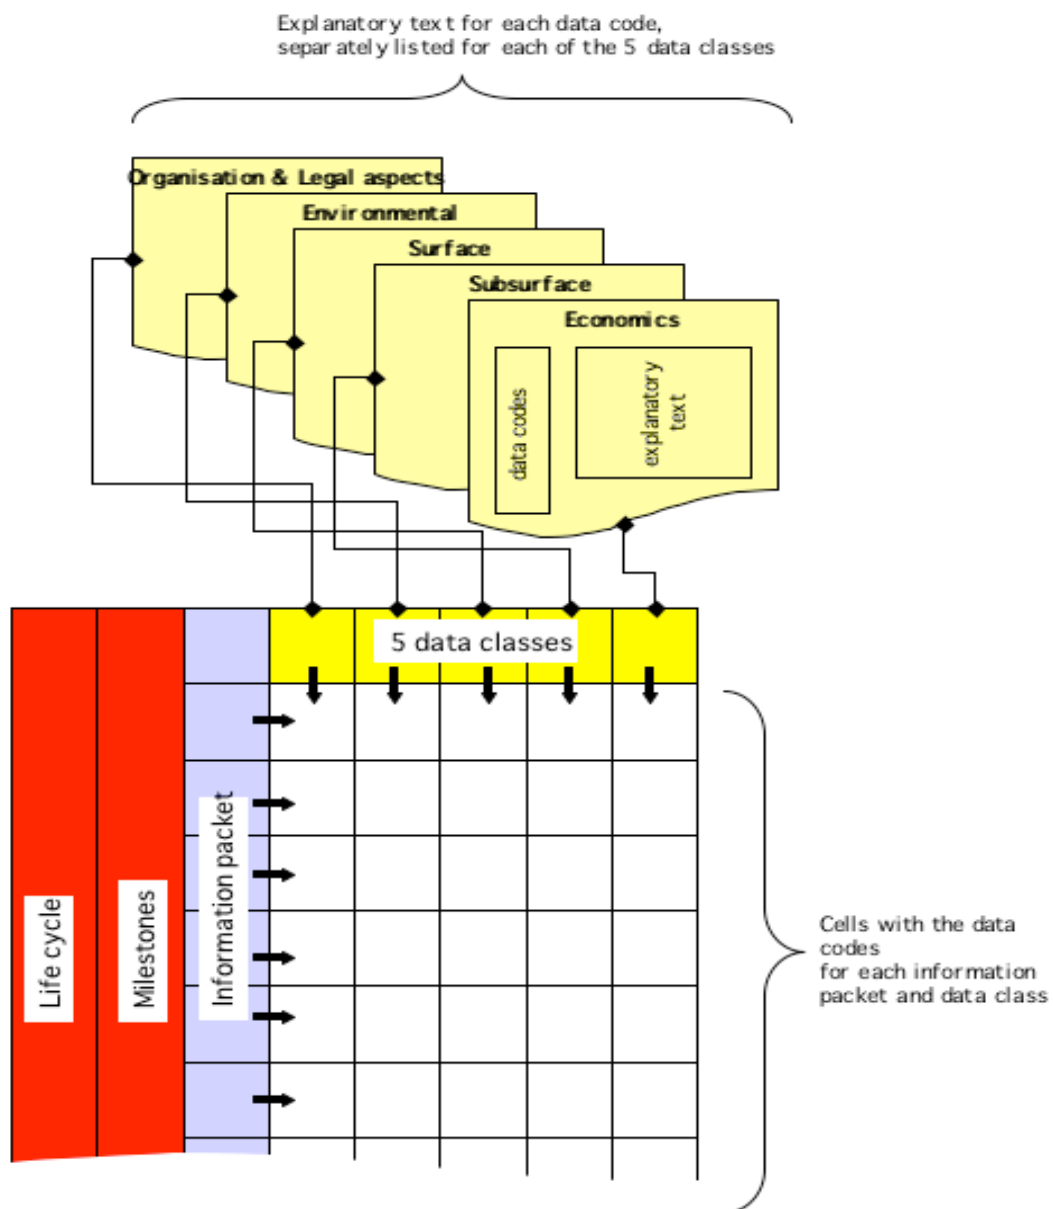 Explanatory text for each data code,
separately listed for each of the 5 data classes
Organisation & Legal aspects
Environmental
Surface
Subsurface
Economics
data codes
explanatory
text
5 data classes
Life cycle
Milestones
Information packet
Cells with the data
codes
for each information
packet and data class